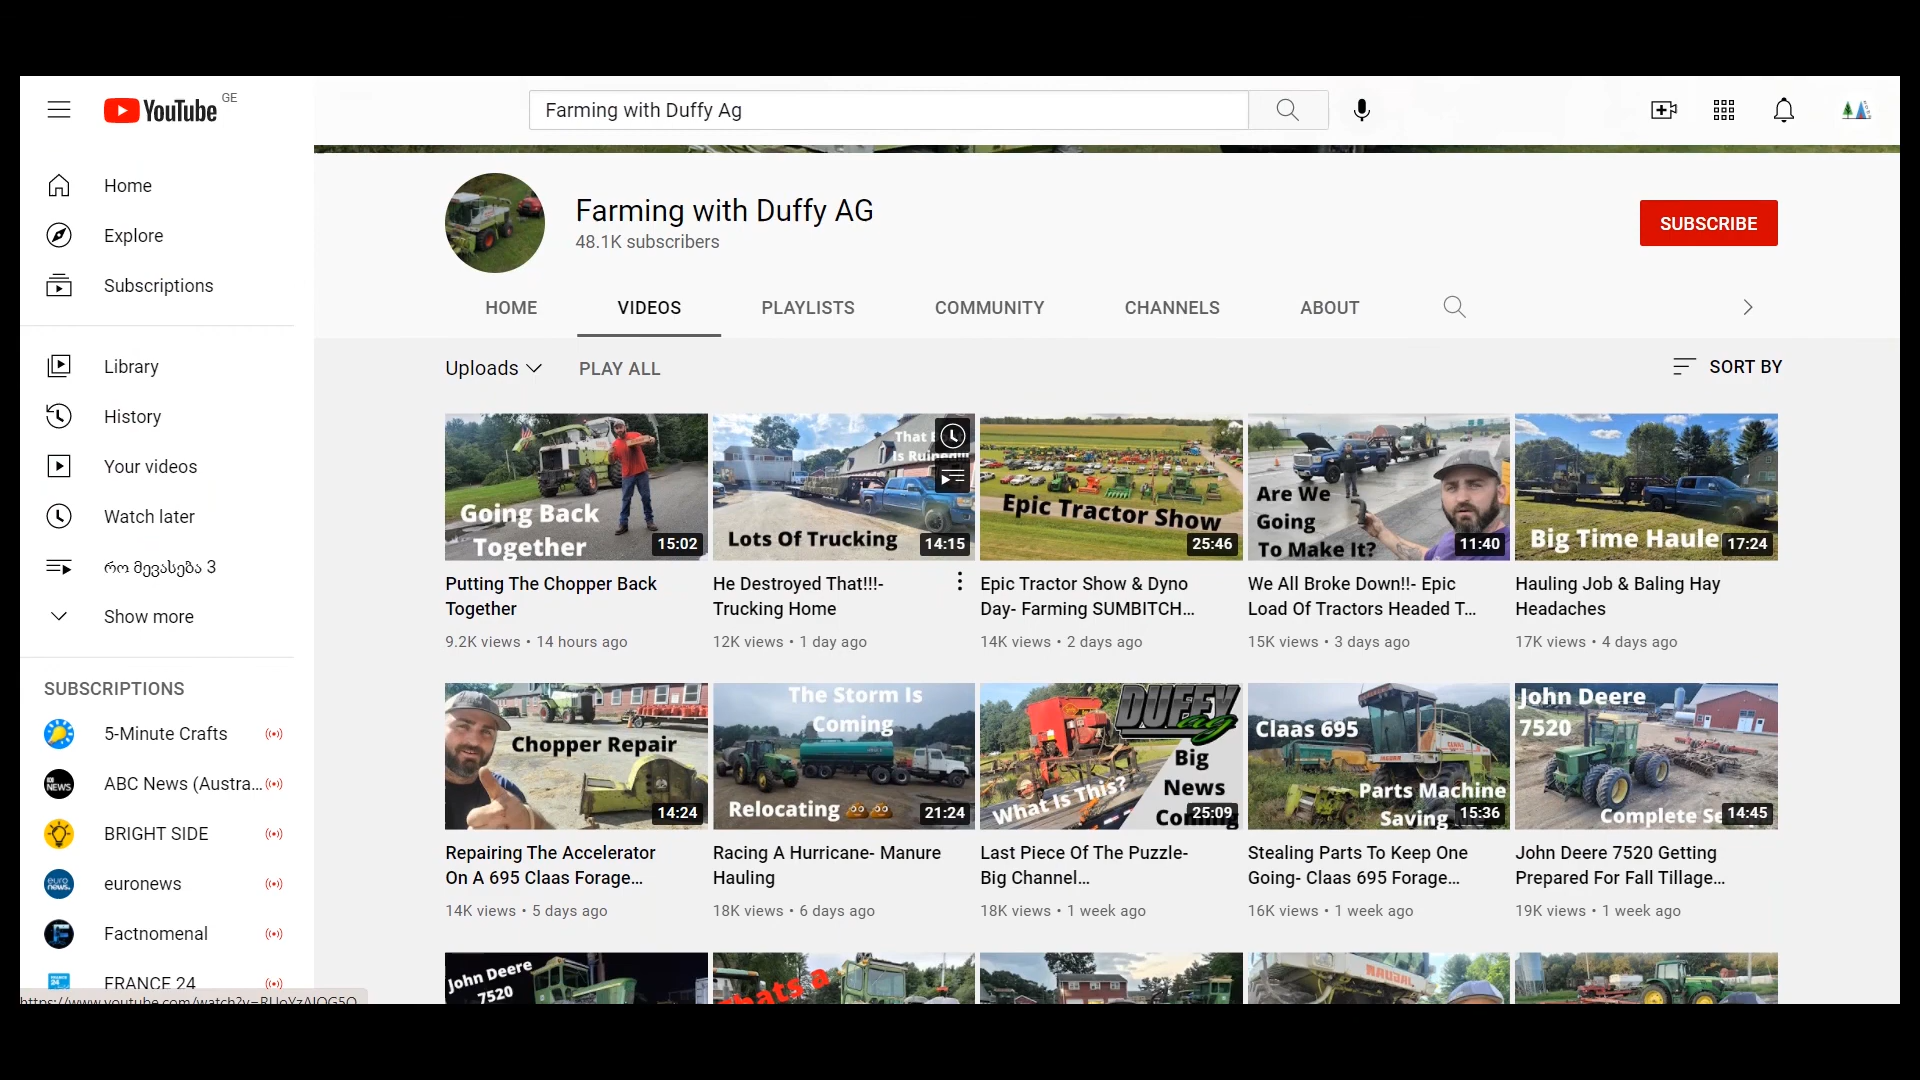 YouTube GE
Farming with Duffy Ag
Home
Explore
Subscriptions
Library
History
Your videos
Watch later
რო მევასება 3
Show more
SUBSCRIPTIONS
5-Minute Crafts
ABC News (Austra...
BRIGHT SIDE
euronews
Factnomenal
FRANCE 24
Farming with Duffy AG
48.1K subscribers
SUBSCRIBE
HOME VIDEOS PLAYLISTS COMMUNITY CHANNELS ABOUT
Uploads PLAY ALL SORT BY
Going Back
Together
15:02
Putting The Chopper Back
Together
9.2K views • 14 hours ago
That
Is Ruined!!!
Lots Of Trucking
14:15
He Destroyed That!!!-
Trucking Home
12K views • 1 day ago
Epic Tractor Show
25:46
Epic Tractor Show & Dyno
Day- Farming SUMBITCH...
14K views • 2 days ago
Are We
Going
To Make It?
11:40
We All Broke Down!!- Epic
Load Of Tractors Headed T...
15K views • 3 days ago
Big Time Haule
17:24
Hauling Job & Baling Hay
Headaches
17K views • 4 days ago
Chopper Repair
14:24
Repairing The Accelerator
On A 695 Claas Forage...
14K views • 5 days ago
The Storm Is
Coming
Relocating 💩💩
21:24
Racing A Hurricane- Manure
Hauling
18K views • 6 days ago
DUFFY
ag
What Is This?
Big
News
Coming
25:09
Last Piece Of The Puzzle-
Big Channel...
18K views • 1 week ago
Claas 695
Parts Machine
Saving
15:36
Stealing Parts To Keep One
Going- Claas 695 Forage...
16K views • 1 week ago
John Deere
7520
Complete Se
14:45
John Deere 7520 Getting
Prepared For Fall Tillage...
19K views • 1 week ago
John Deere
7520
Thats a
JAGUAR